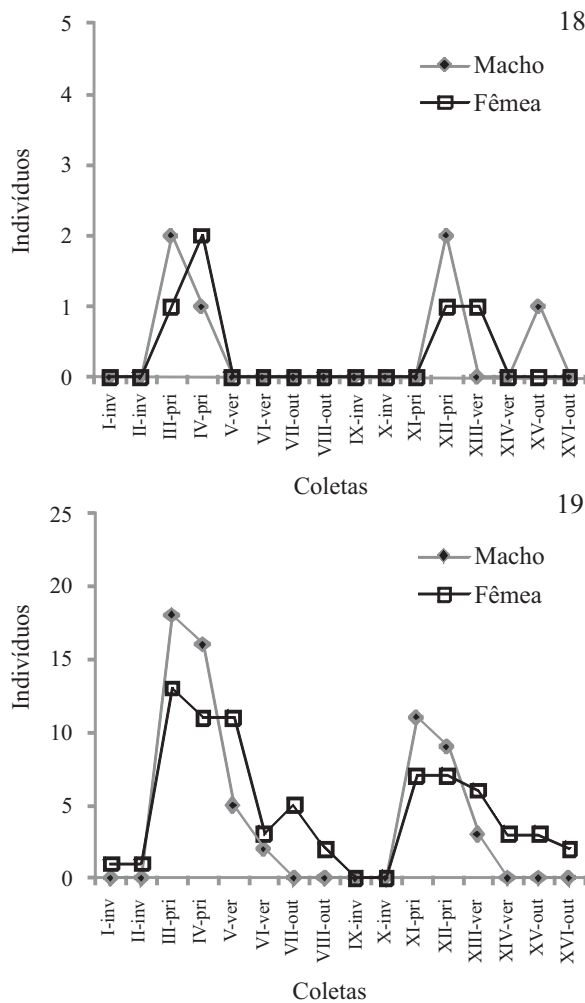 18
5
4
3
2
1
0
Indivíduos
Macho
Fêmea
I-inv
II-inv
III-pri
IV-pri
V-ver
VI-ver
VII-out
VIII-out
IX-inv
X-inv
XI-pri
XII-pri
XIII-ver
XIV-ver
XV-out
XVI-out
Coletas
19
25
20
15
10
5
0
Indivíduos
Macho
Fêmea
I-inv
II-inv
III-pri
IV-pri
V-ver
VI-ver
VII-out
VIII-out
IX-inv
X-inv
XI-pri
XII-pri
XIII-ver
XIV-ver
XV-out
XVI-out
Coletas